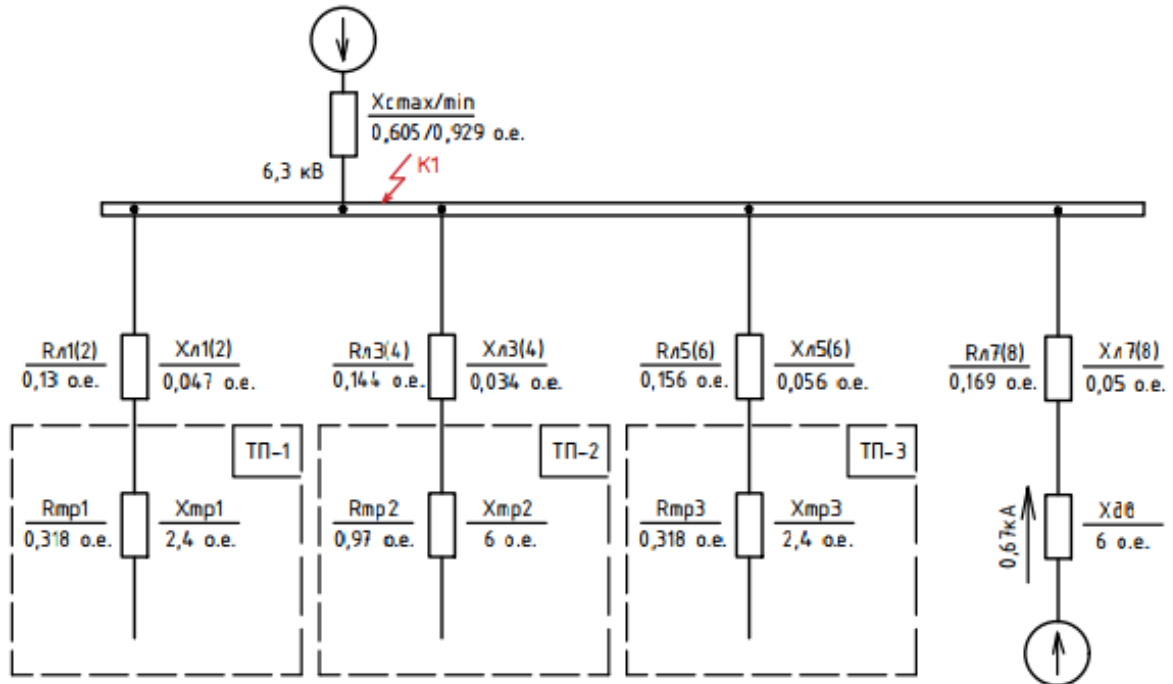 Xcmax/min
0,605/0,929 о.е.
6,3 кВ
К1
Rл1(2)
0,13 о.е.
Xл1(2)
0,047 о.е.
Rл3(4)
0,144 о.е.
Xл3(4)
0,034 о.е.
Rл5(6)
0,156 о.е.
Xл5(6)
0,056 о.е.
Rл7(8)
0,169 о.е.
Xл7(8)
0,05 о.е.
ТП-1
Rтр1
0,318 о.е.
Xтр1
2,4 о.е.
ТП-2
Rтр2
0,97 о.е.
Xтр2
6 о.е.
ТП-3
Rтр3
0,318 о.е.
Xтр3
2,4 о.е.
0,67кА
Xдв
6 о.е.